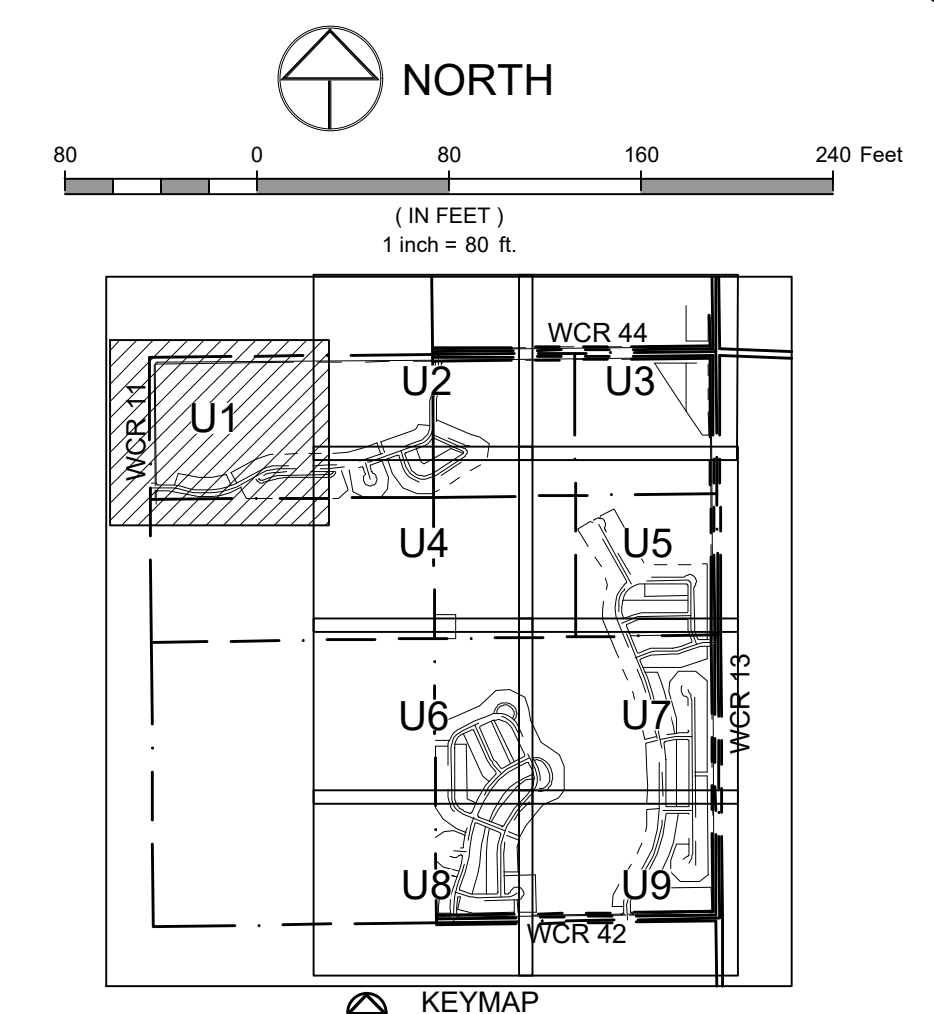 NORTH
80 0 80 160 240 Feet
( IN FEET )
1 inch = 80 ft.
WCR 44
U2 U3
WCR 11
U1
U4 U5
WCR 13
U6 U7
U8 U9
WCR 42
KEYMAP